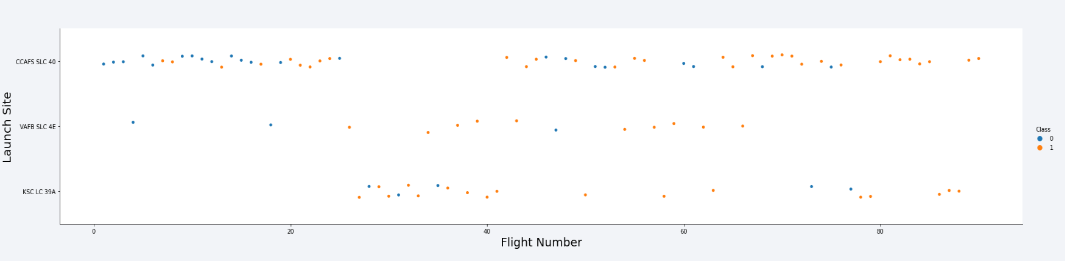 Launch Site
CCAFS SLC 40
VAFB SLC 4E
KSC LC 39A
0
20
40
60
80
Flight Number
Class
0
1